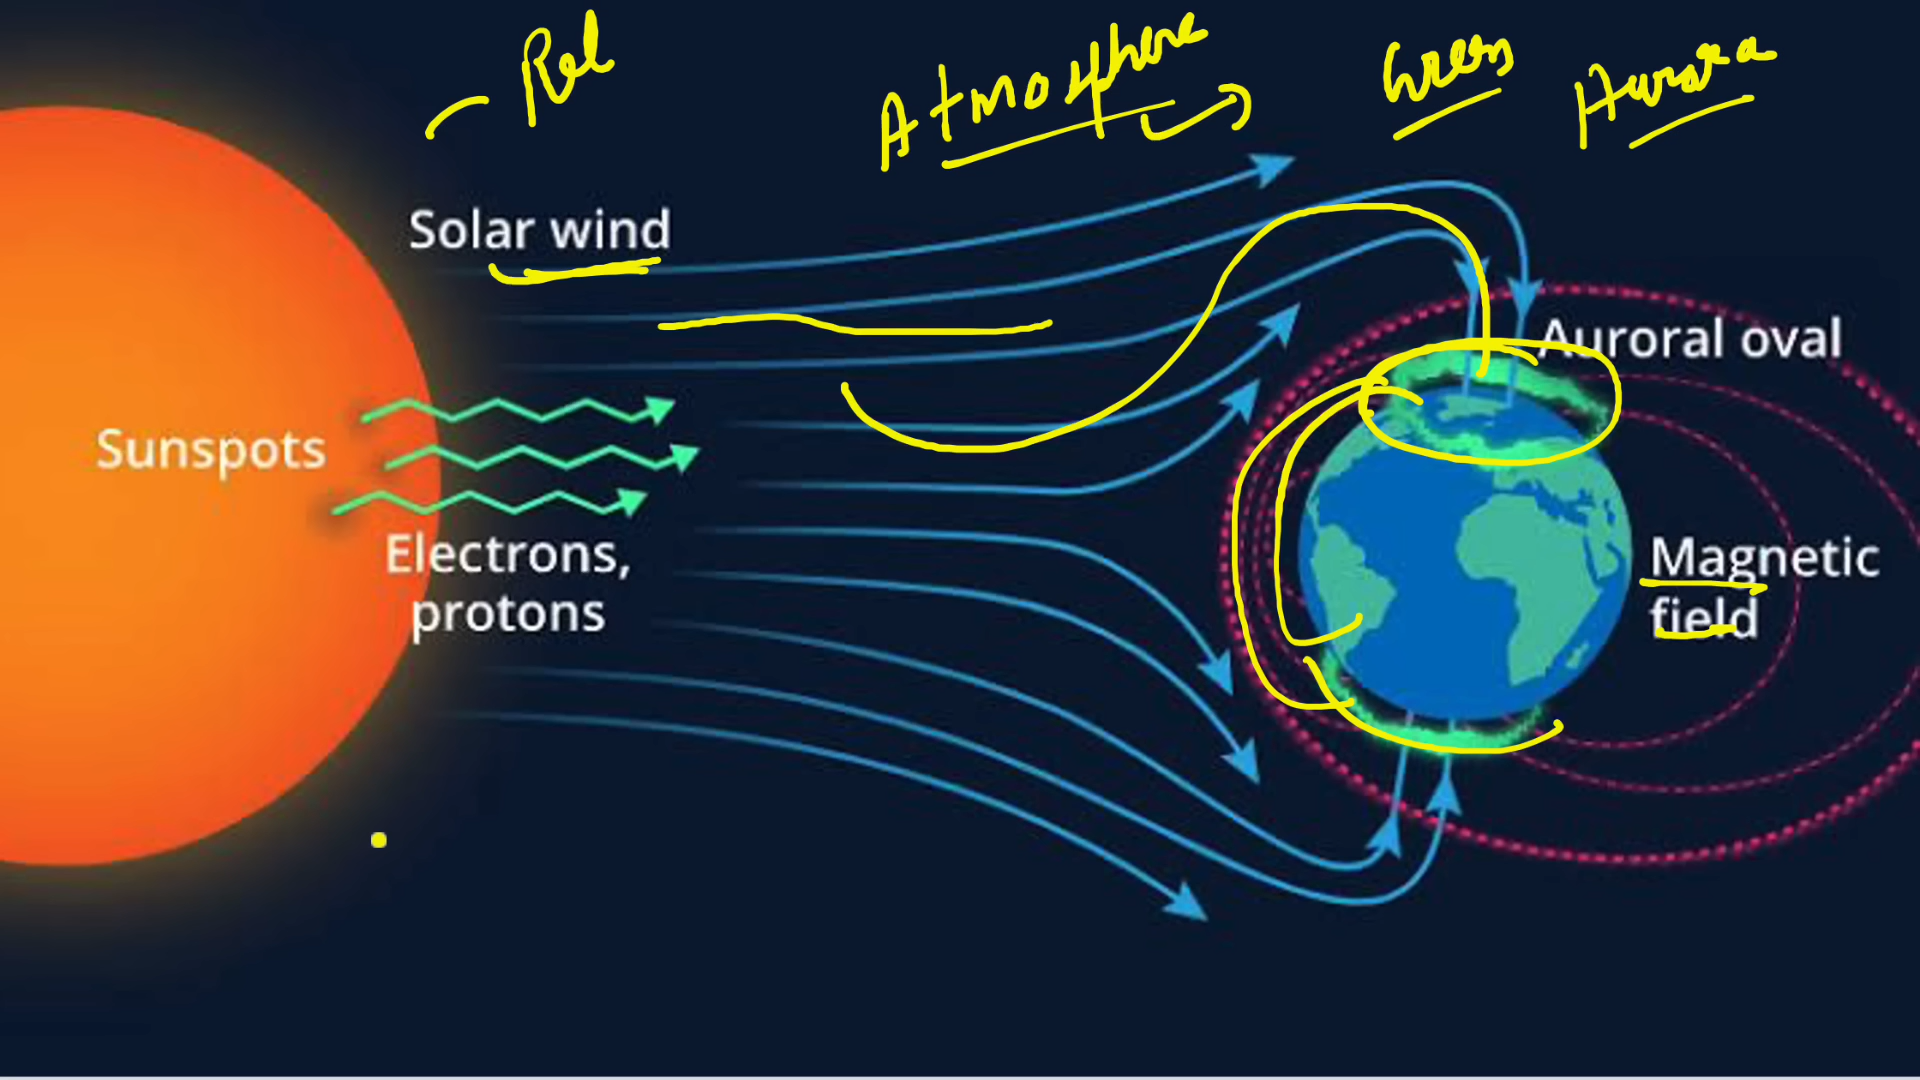 Rel
Atmosphere
Green
Aurora
Solar wind
Auroral oval
Sunspots
Electrons,
protons
Magnetic
field